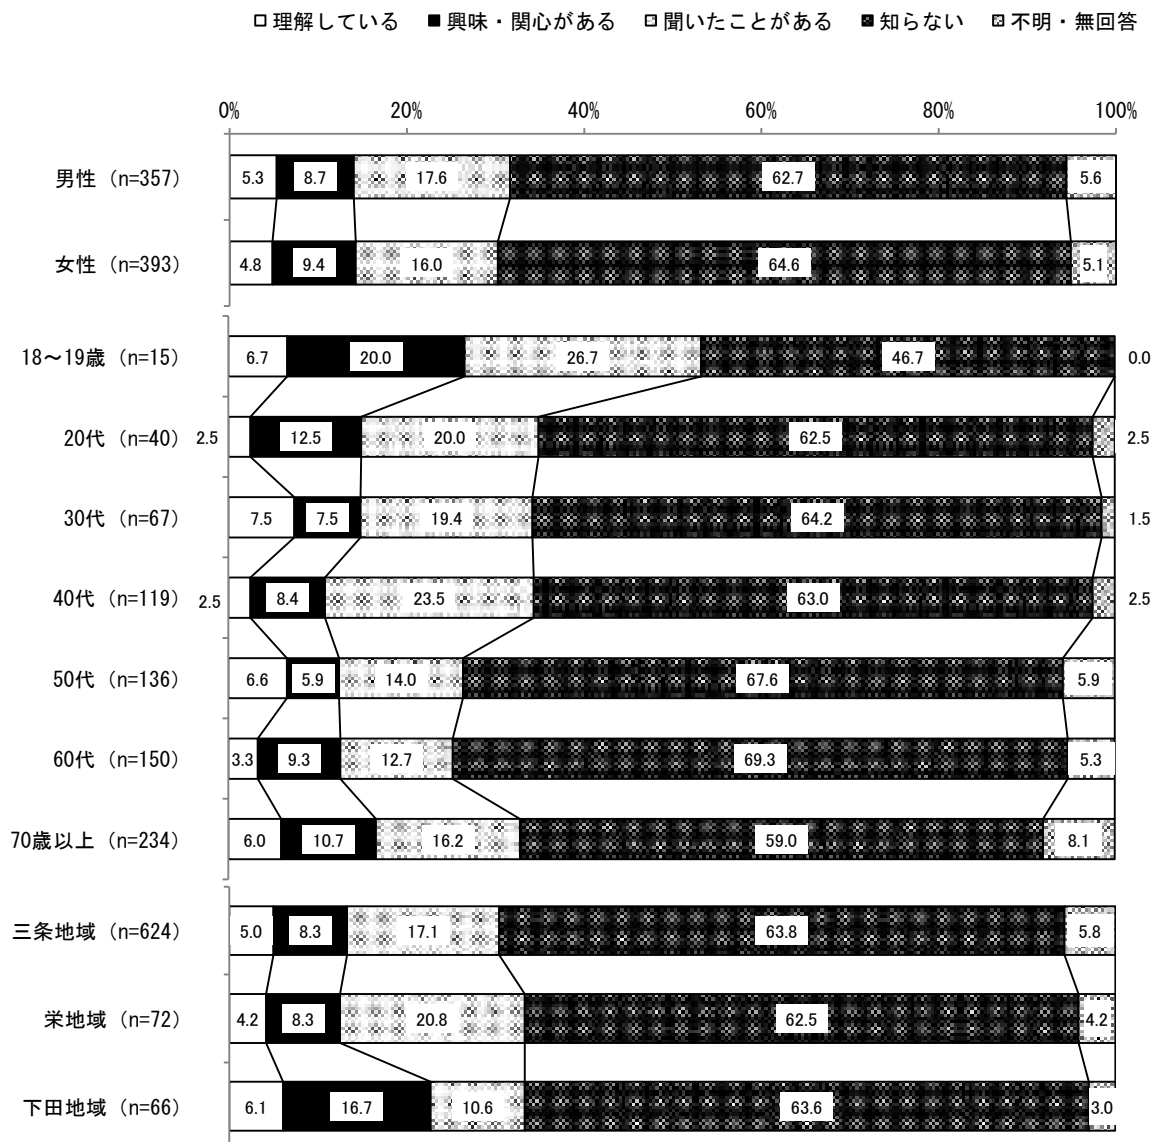 □理解している ■興味・関心がある □聞いたことがある ■知らない □不明・無回答
0% 20% 40% 60% 80% 100%
男性 (n=357) 5.3 8.7 17.6 62.7 5.6
女性 (n=393) 4.8 9.4 16.0 64.6 5.1
18～19歳 (n=15) 6.7 20.0 26.7 46.7 0.0
20代 (n=40) 2.5 12.5 20.0 62.5 2.5
30代 (n=67) 7.5 7.5 19.4 64.2 1.5
40代 (n=119) 2.5 8.4 23.5 63.0 2.5
50代 (n=136) 6.6 5.9 14.0 67.6 5.9
60代 (n=150) 3.3 9.3 12.7 69.3 5.3
70歳以上 (n=234) 6.0 10.7 16.2 59.0 8.1
三条地域 (n=624) 5.0 8.3 17.1 63.8 5.8
栄地域 (n=72) 4.2 8.3 20.8 62.5 4.2
下田地域 (n=66) 6.1 16.7 10.6 63.6 3.0